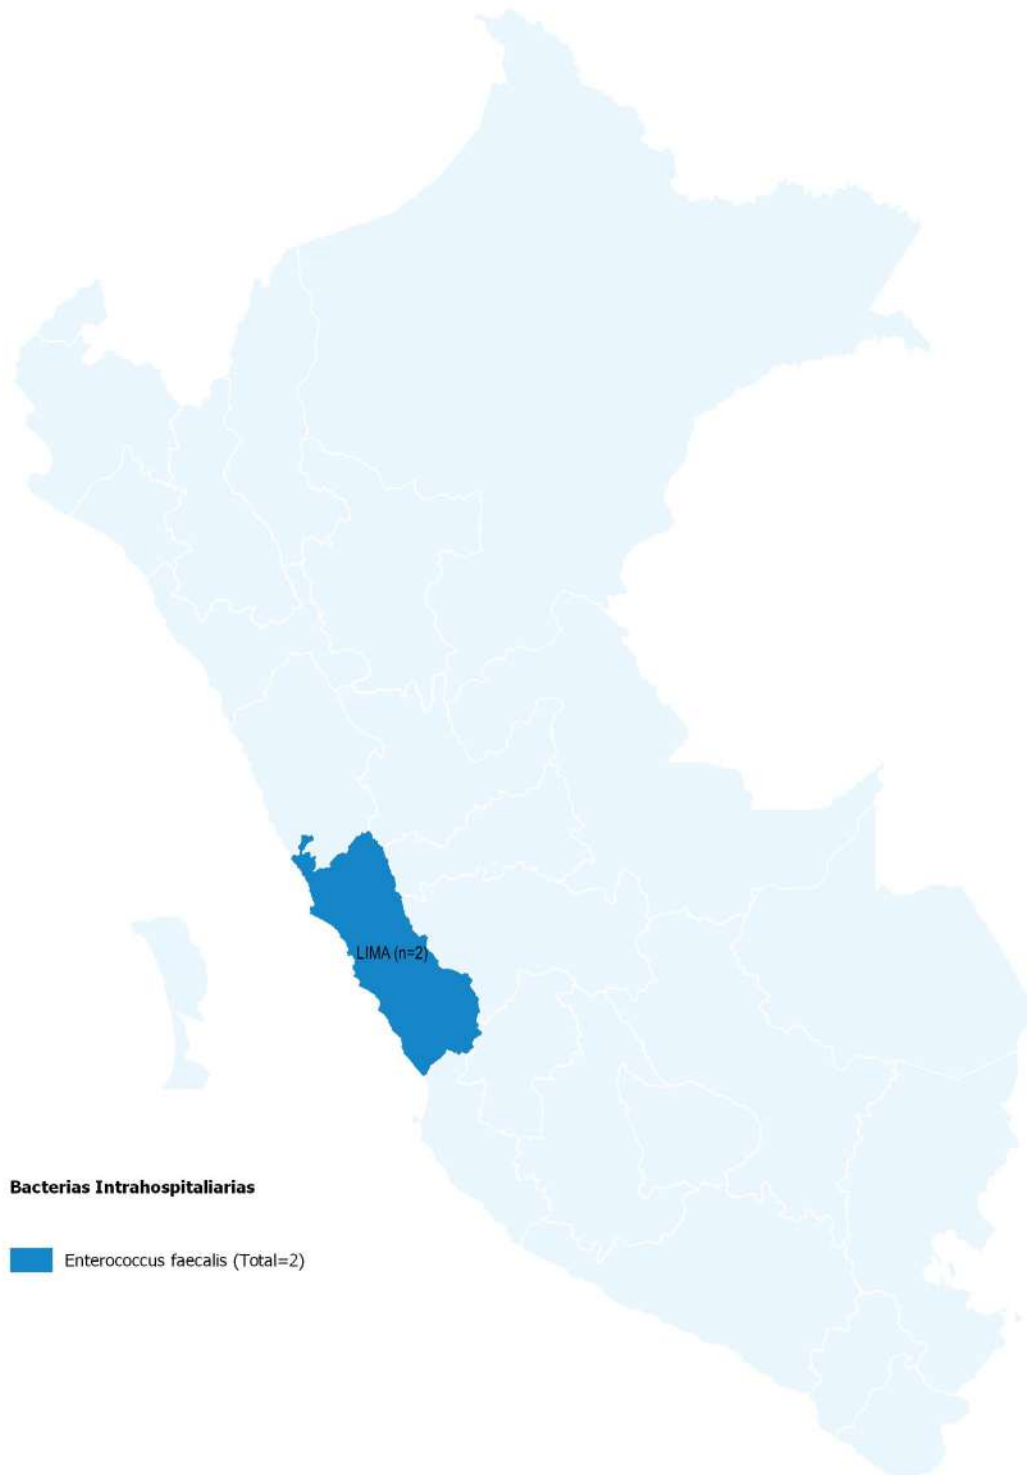 LIMA (n=2)
Bacterias Intrahospitaliarias
Enterococcus faecalis (Total=2)